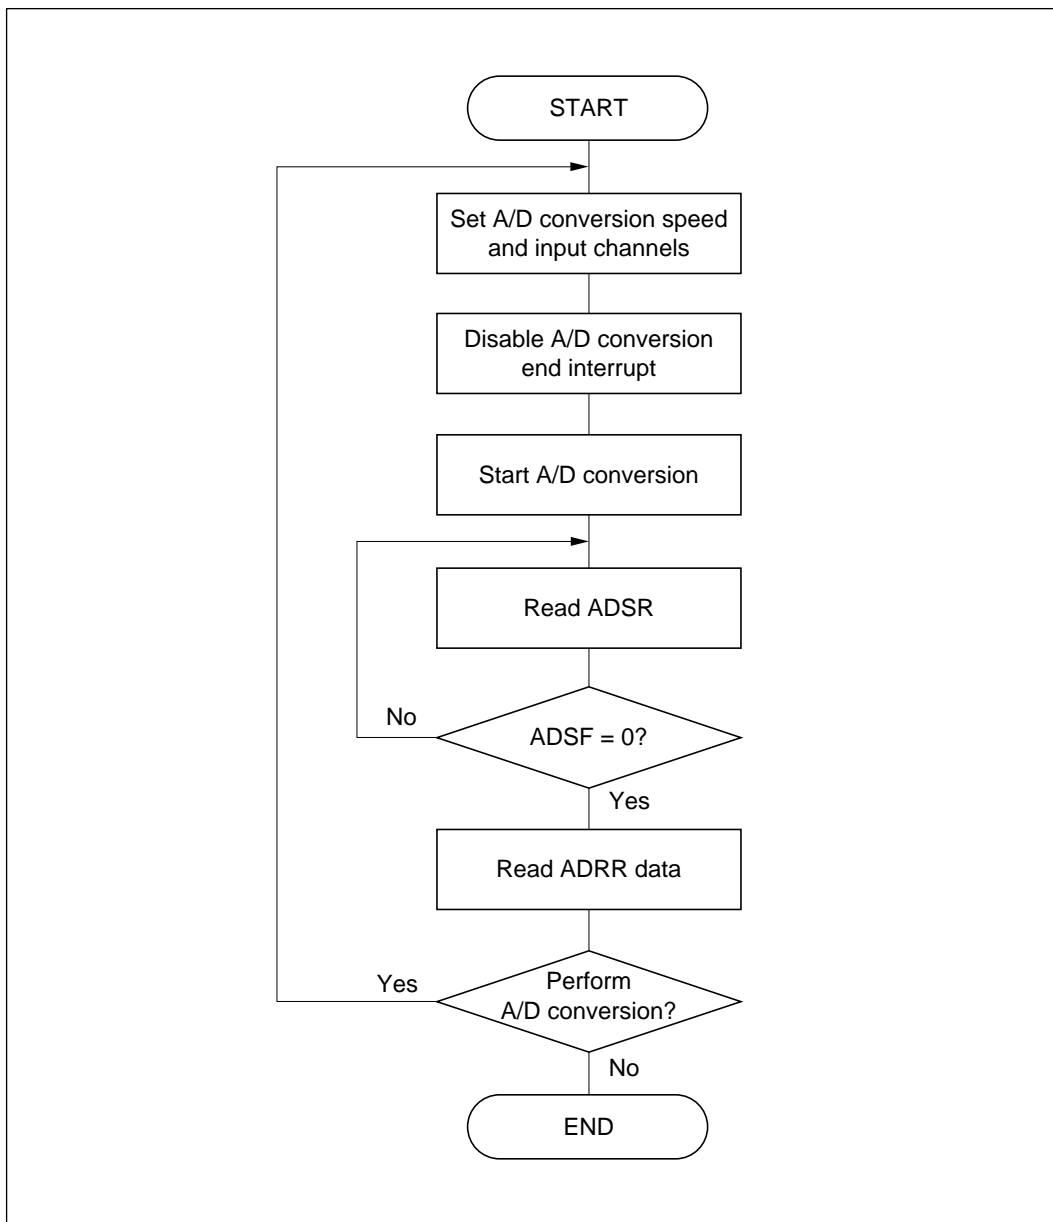 START
Set A/D conversion speed
and input channels
Disable A/D conversion
end interrupt
Start A/D conversion
Read ADSR
No
ADSF = 0?
Yes
Read ADRR data
Yes
Perform
A/D conversion?
No
END